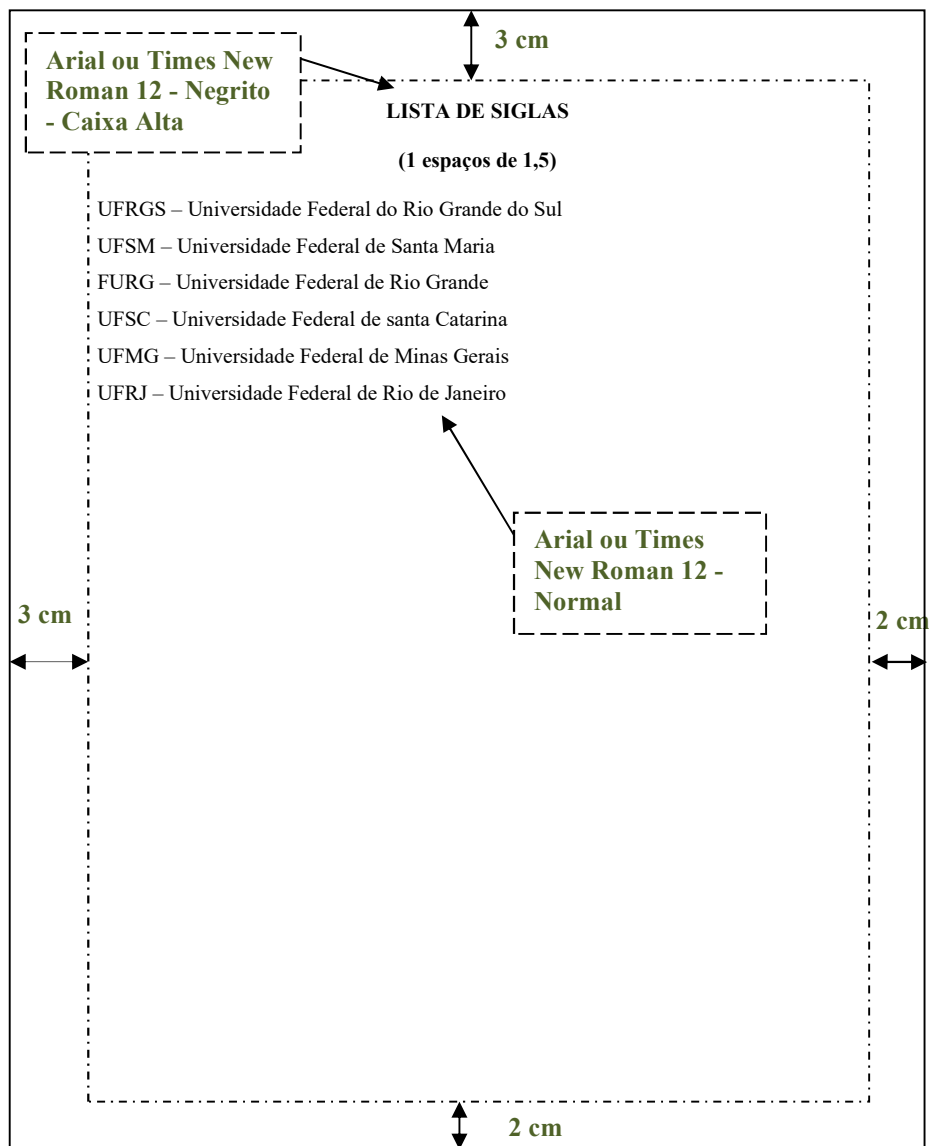 3 cm
Arial ou Times New
Roman 12 - Negrito
- Caixa Alta
LISTA DE SIGLAS
(1 espaços de 1,5)
UFRGS – Universidade Federal do Rio Grande do Sul
UFSM – Universidade Federal de Santa Maria
FURG – Universidade Federal de Rio Grande
UFSC – Universidade Federal de santa Catarina
UFMG – Universidade Federal de Minas Gerais
UFRJ – Universidade Federal de Rio de Janeiro
Arial ou Times
New Roman 12 -
Normal
3 cm
2 cm
2 cm